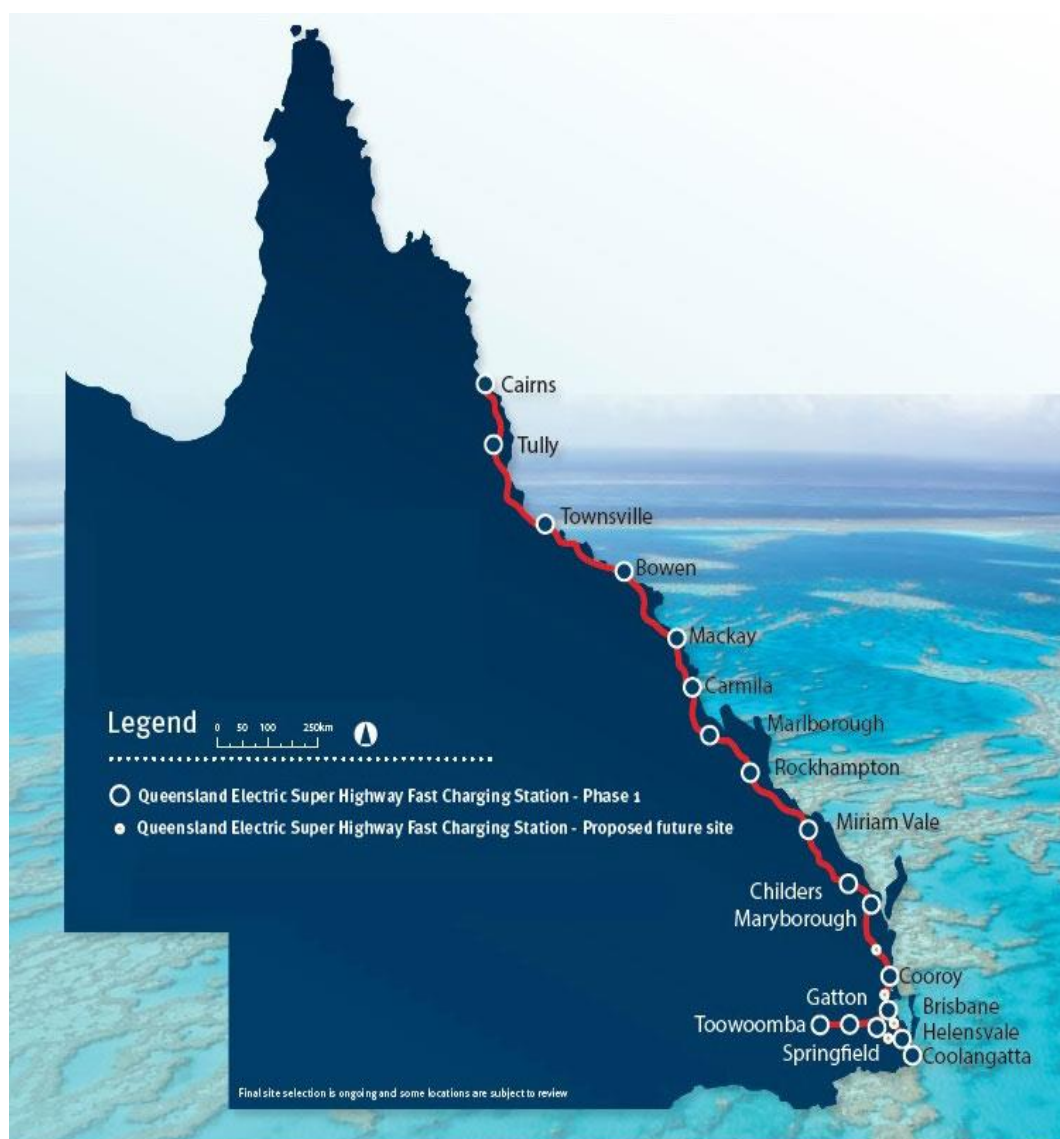 Cairns
Tully
Townsville
Bowen
Mackay
Carmila
Marlborough
Rockhampton
Miriam Vale
Childers
Maryborough
Cooroy
Gatton
Brisbane
Toowoomba
Helensvale
Springfield
Coolangatta
Legend
0 50 100 250km
Queensland Electric Super Highway Fast Charging Station - Phase 1
Queensland Electric Super Highway Fast Charging Station - Proposed future site
Final site selection is ongoing and some locations are subject to review